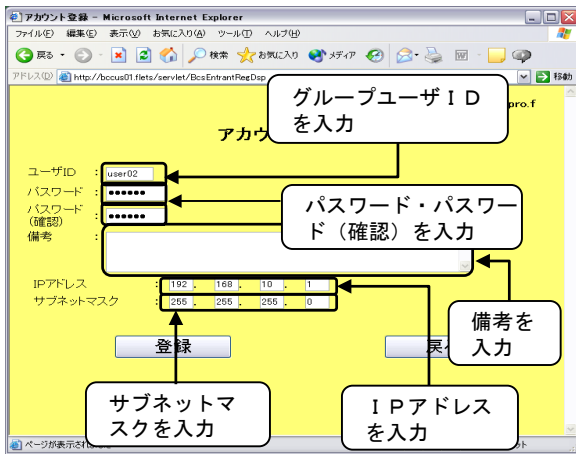 アカウント登録 - Microsoft Internet Explorer
ファイル(F) 編集(E) 表示(V) お気に入り(A) ツール(T) ヘルプ(H)
戻る 検索 お気に入り メディア
アドレス(D) http://bccus01.flets/servlet/BcsEntrantRegDsp 移動
グループユーザID
を入力
pro.f
アカウ
ユーザID : user02
パスワード : ●●●●●●
パスワード
(確認) : ●●●●●●
パスワード・パスワー
ド（確認）を入力
備考 :
IPアドレス : 192 . 168 . 10 . 1
サブネットマスク : 255 . 255 . 255 . 0
備考を
入力
登録 戻
サブネットマ
スクを入力
IPアドレス
を入力
ページが表示され
ット